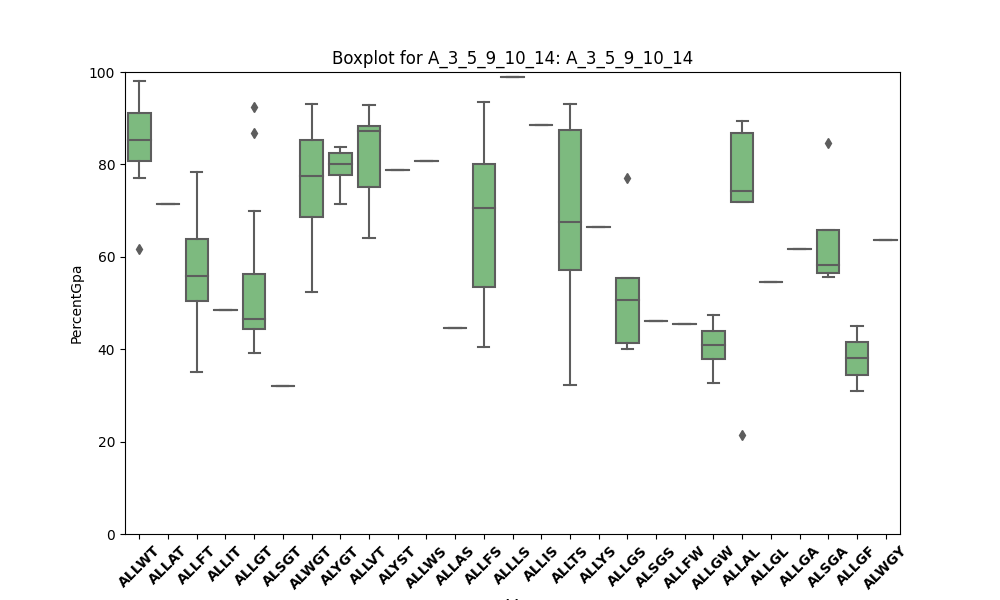 Boxplot for A_3_5_9_10_14: A_3_5_9_10_14
100
80
60
40
20
0
PercentGpa
ALLWT ALLAT ALLFT ALLIT ALLGT ALSGT ALWGT ALYGT ALLVT ALYST ALLWS ALLAS ALLFS ALLLS ALLIS ALLTS ALLYS ALLGS ALSGS ALLFW ALLGW ALLAL ALLGL ALLGA ALSGA ALLGF ALWGY